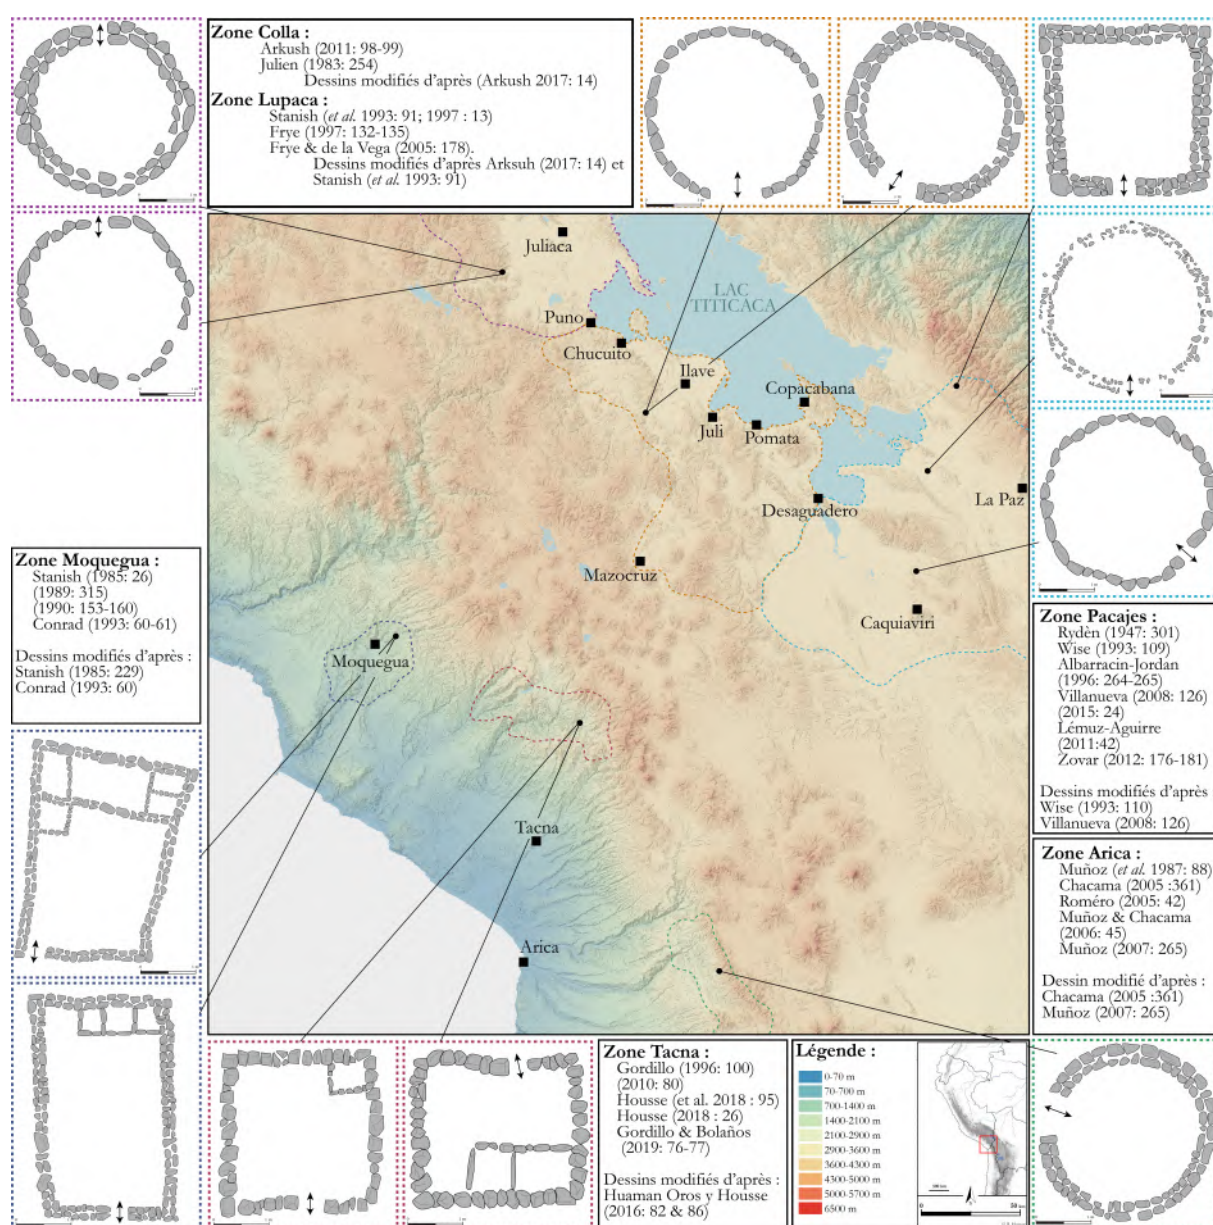 Zone Colla :
Arkush (2011: 98-99)
Julien (1983: 254)
Dessins modifiés d'après (Arkush 2017: 14)
Zone Lupaca :
Stanish (et al. 1993: 91; 1997 : 13)
Frye (1997: 132-135)
Frye & de la Vega (2005: 178).
Dessins modifiés d'après Arksuh (2017: 14) et
Stanish (et al. 1993: 91)
Juliaca
LAC
TITICACA
Puno
Chucuito
Ilave
Copacabana
Juli
Pomata
La Paz
Desaguadero
Mazocruz
Caquiaviri
Moquegua
Tacna
Arica
Zone Moquegua :
Stanish (1985: 26)
(1989: 315)
(1990: 153-160)
Conrad (1993: 60-61)
Dessins modifiés d'après :
Stanish (1985: 229)
Conrad (1993: 60)
Zone Pacajes :
Rydèn (1947: 301)
Wise (1993: 109)
Albarracin-Jordan
(1996: 264-265)
Villanueva (2008: 126)
(2015: 24)
Lémuz-Aguirre
(2011:42)
Zovar (2012: 176-181)
Dessins modifiés d'après :
Wise (1993: 110)
Villanueva (2008: 126)
Zone Arica :
Muñoz (et al. 1987: 88)
Chacama (2005 :361)
Roméro (2005: 42)
Muñoz & Chacama
(2006: 45)
Muñoz (2007: 265)
Dessin modifié d'après :
Chacama (2005 :361)
Muñoz (2007: 265)
Zone Tacna :
Gordillo (1996: 100)
(2010: 80)
Housse (et al. 2018 : 95)
Housse (2018 : 26)
Gordillo & Bolaños
(2019: 76-77)
Dessins modifiés d'après :
Huaman Oros y Housse
(2016: 82 & 86)
Légende :
0-70 m
70-700 m
700-1400 m
1400-2100 m
2100-2900 m
2900-3600 m
3600-4300 m
4300-5000 m
5000-5700 m
6500 m